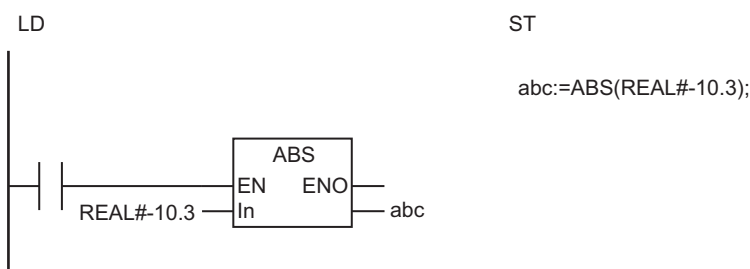 LD
ST
abc:=ABS(REAL#-10.3);
ABS
EN ENO
REAL#-10.3 In abc